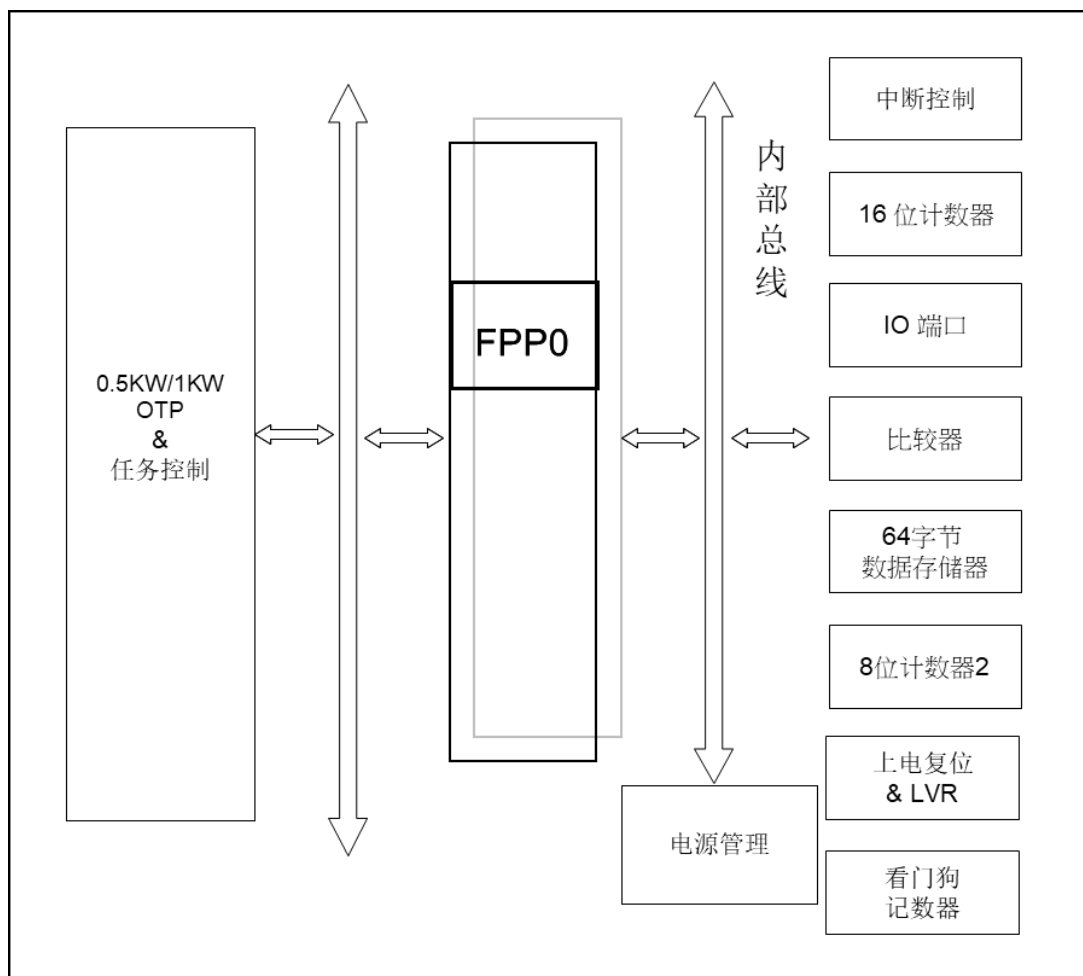 0.5KW/1KW
OTP
&
任务控制
FPP0
内部总线
中断控制
16 位计数器
IO 端口
比较器
64字节
数据存储器
8位计数器2
上电复位
& LVR
电源管理
看门狗
记数器